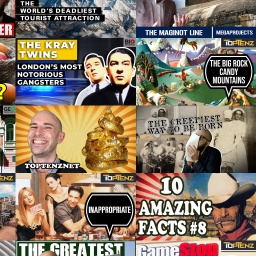 THE
WORLD'S DEADLIEST
TOURIST ATTRACTION
THE MAGINOT LINE
MEGAPROJECTS
THE KRAY
TWINS
LONDON'S MOST
NOTORIOUS
GANGSTERS
TOPTENZ
THE BIG ROCK
CANDY
MOUNTAINS
TOPTENZNET
THE CREEPIEST
WAY TO BE BORN
INAPPROPRIATE
10
AMAZING
FACTS #8
THE GREATEST
GameStop
TOPTENZ